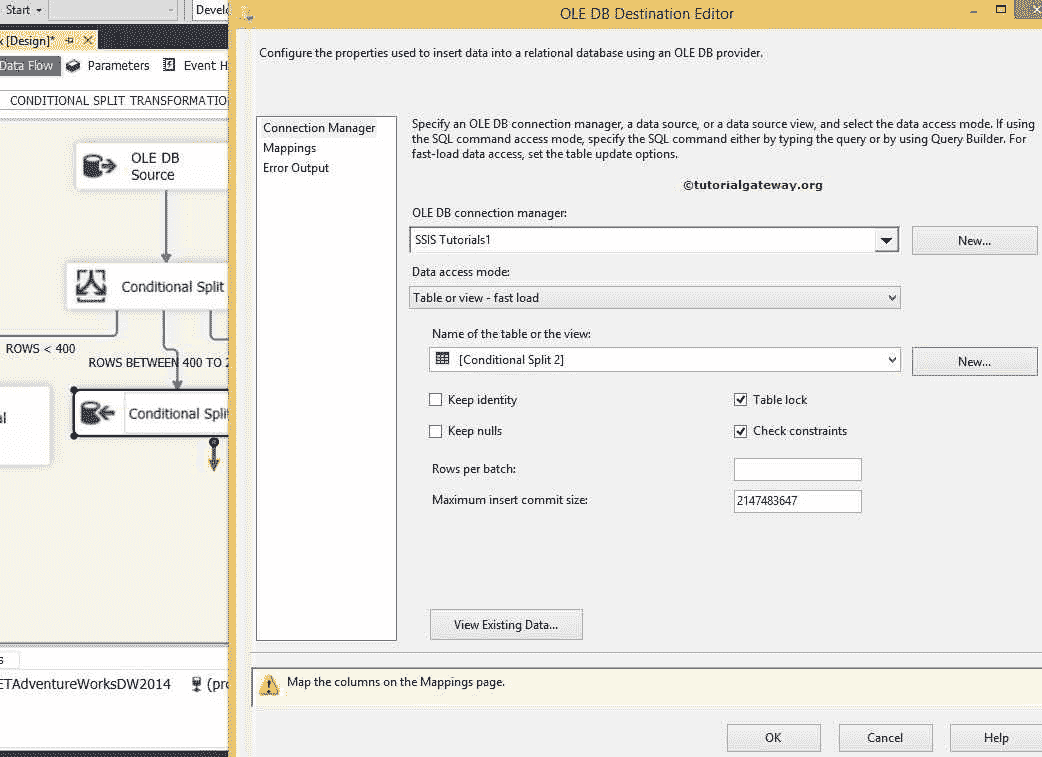 Start
Devel
OLE DB Destination Editor
[Design]*
Data Flow
Parameters
Event H
Configure the properties used to insert data into a relational database using an OLE DB provider.
CONDITIONAL SPLIT TRANSFORMATIO
OLE DB
Source
Conditional Split
ROWS < 400
ROWS BETWEEN 400 TO 2
Conditional Split
al
s
ETAdventureWorksDW2014
(pro
Connection Manager
Mappings
Error Output
Specify an OLE DB connection manager, a data source, or a data source view, and select the data access mode. If using
the SQL command access mode, specify the SQL command either by typing the query or by using Query Builder. For
fast-load data access, set the table update options.
©tutorialgateway.org
OLE DB connection manager:
SSIS Tutorials1
New...
Data access mode:
Table or view - fast load
Name of the table or the view:
[Conditional Split 2]
New...
Keep identity
Table lock
Keep nulls
Check constraints
Rows per batch:
Maximum insert commit size:
2147483647
View Existing Data...
Map the columns on the Mappings page.
OK
Cancel
Help